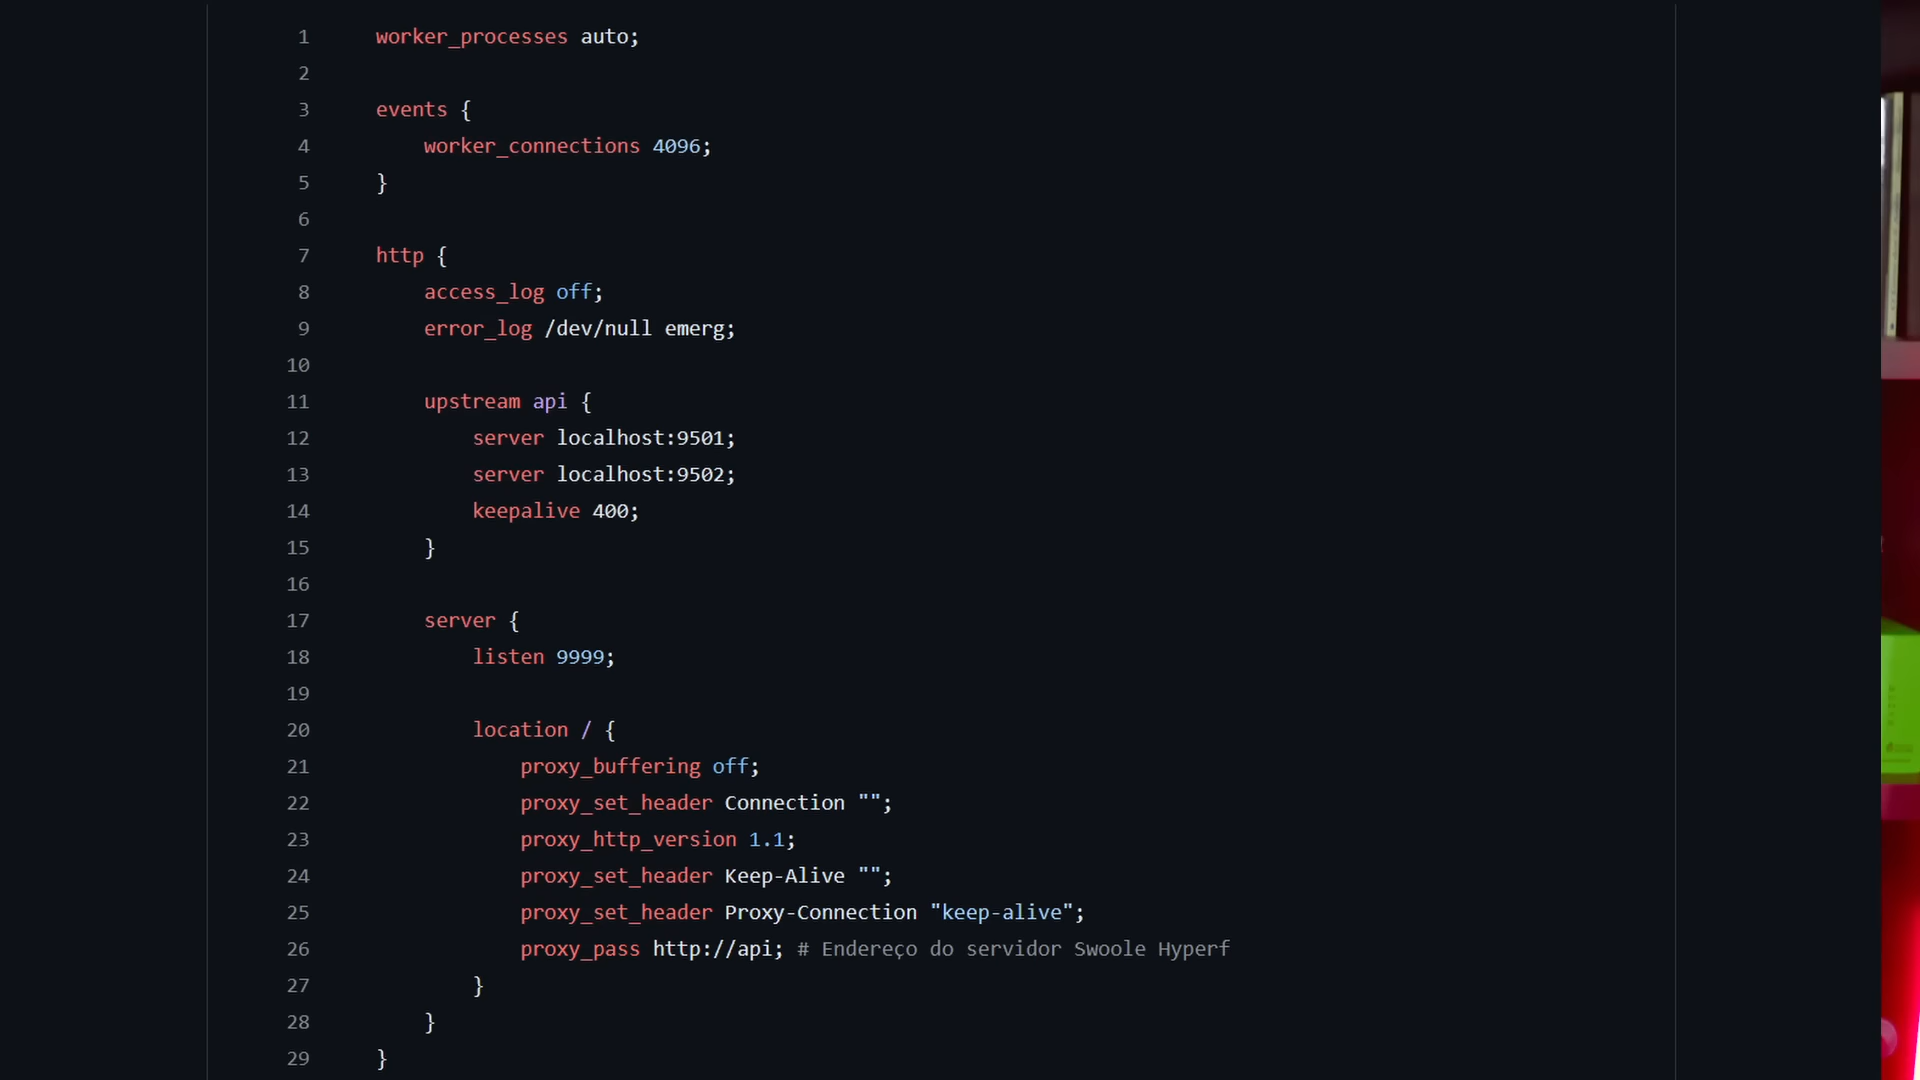 1 worker_processes auto;
2
3 events {
4     worker_connections 4096;
5 }
6
7 http {
8     access_log off;
9     error_log /dev/null emerg;
10
11     upstream api {
12         server localhost:9501;
13         server localhost:9502;
14         keepalive 400;
15     }
16
17     server {
18         listen 9999;
19
20         location / {
21             proxy_buffering off;
22             proxy_set_header Connection "";
23             proxy_http_version 1.1;
24             proxy_set_header Keep-Alive "";
25             proxy_set_header Proxy-Connection "keep-alive";
26             proxy_pass http://api; # Endereço do servidor Swoole Hyperf
27         }
28     }
29 }